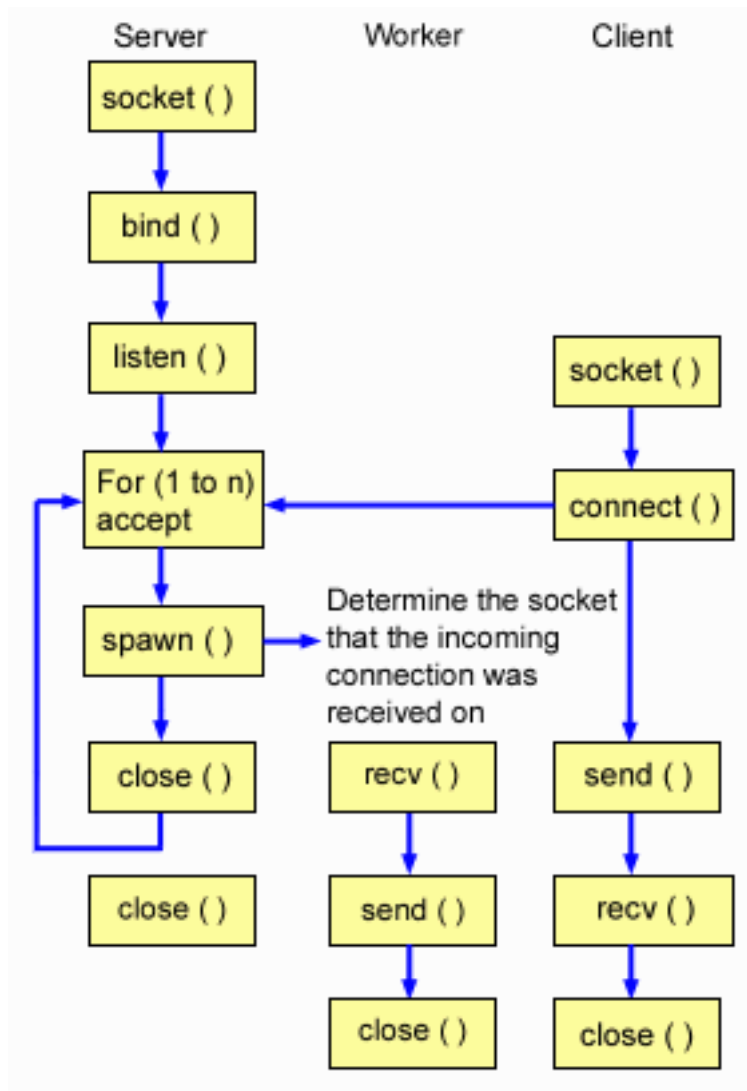 Server
Worker
Client
socket ( )
bind ( )
listen ( )
socket ( )
For (1 to n)
accept
connect ( )
spawn ( )
Determine the socket
that the incoming
connection was
received on
close ( )
recv ( )
send ( )
close ( )
send ( )
recv ( )
close ( )
close ( )